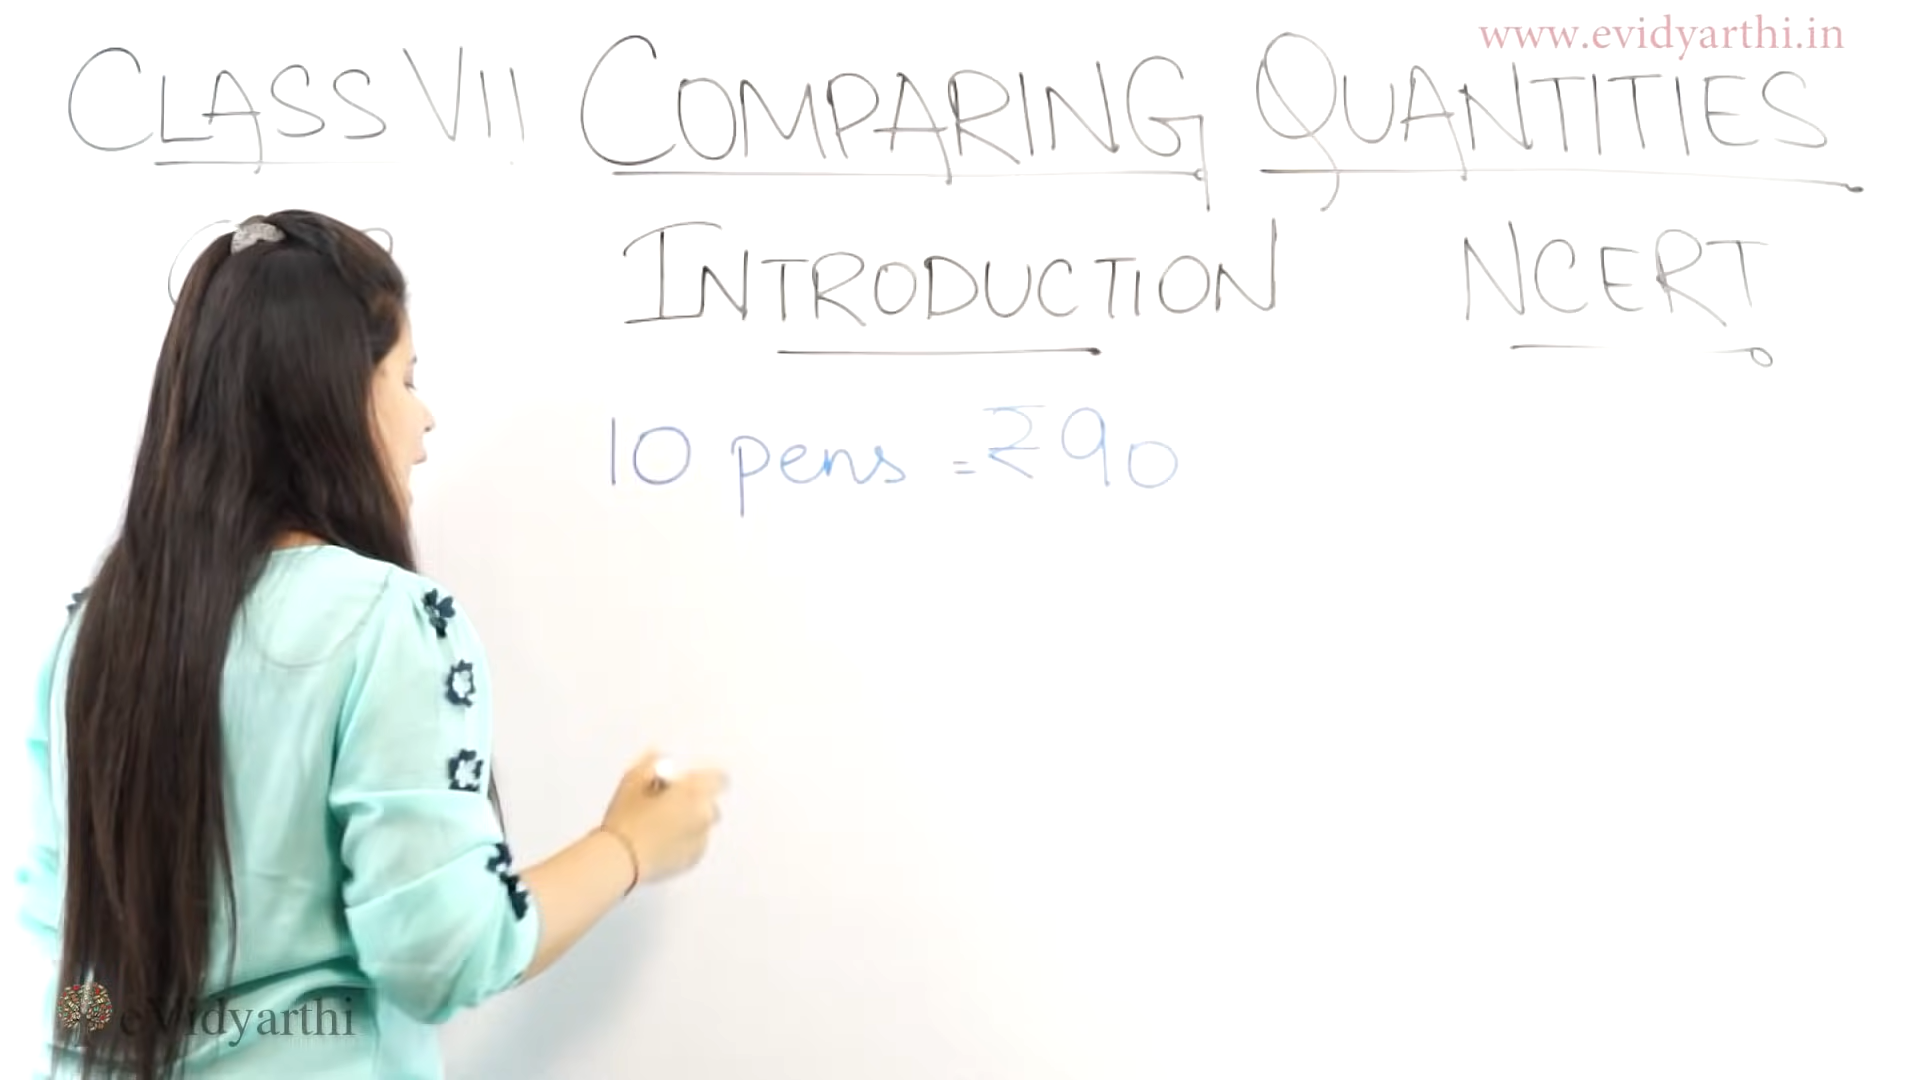 www.evidyarthi.in
CLASS VII COMPARING QUANTITIES
INTRODUCTION NCERT
10 pens = ₹90
eVidyarthi